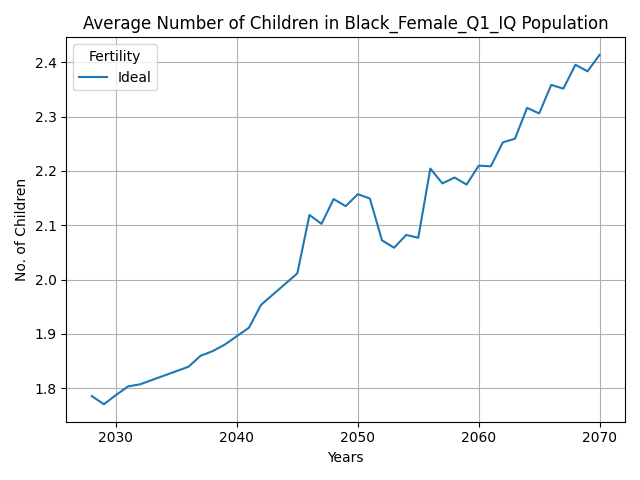 Average Number of Children in Black_Female_Q1_IQ Population
Fertility
Ideal
No. of Children
2.4
2.3
2.2
2.1
2.0
1.9
1.8
2030 2040 2050 2060 2070
Years